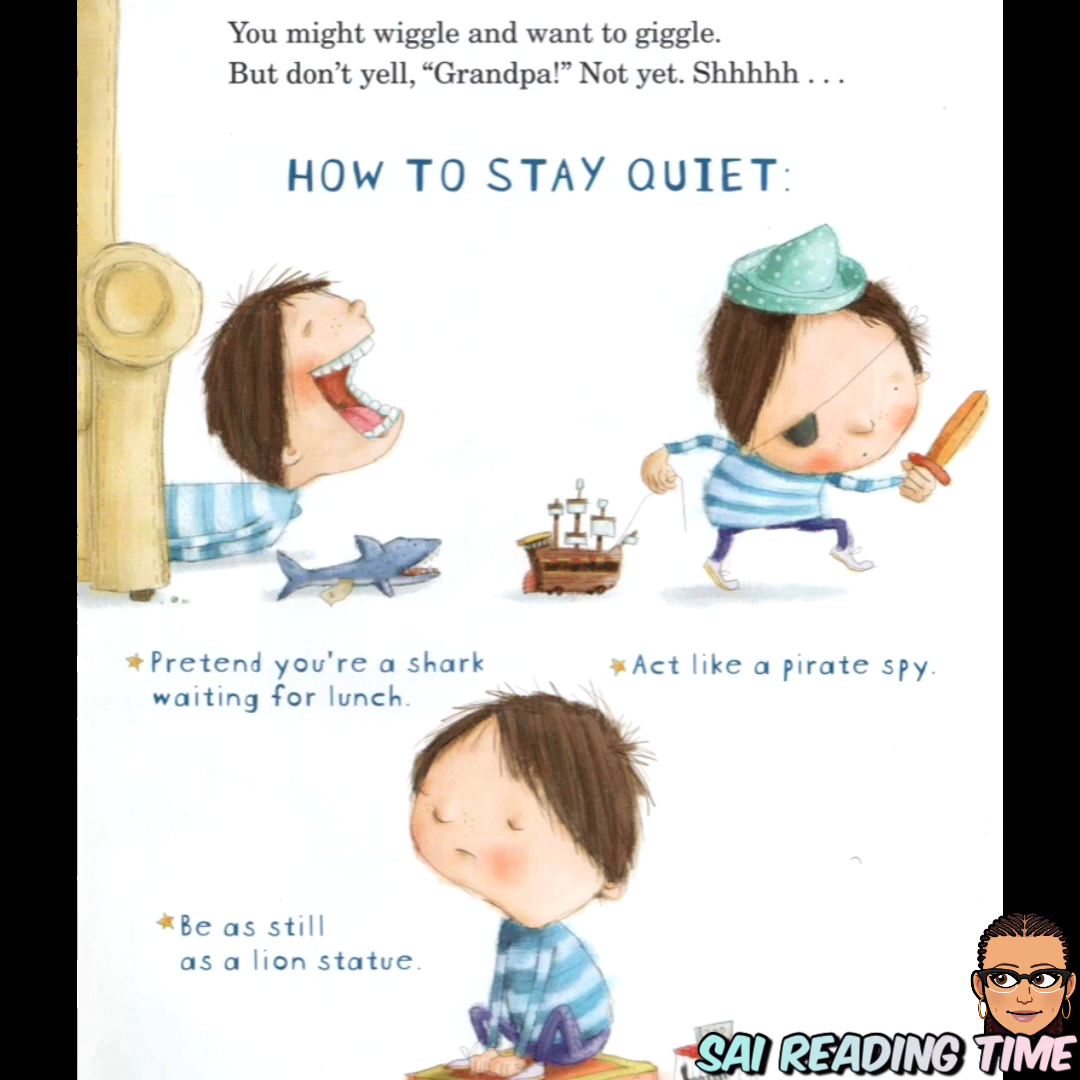 You might wiggle and want to giggle.
But don't yell, “Grandpa!” Not yet. Shhhhh . . .
HOW TO STAY QUIET:
Pretend you're a shark
waiting for lunch.
Act like a pirate spy.
Be as still
as a lion statue.
SAI READING TIME